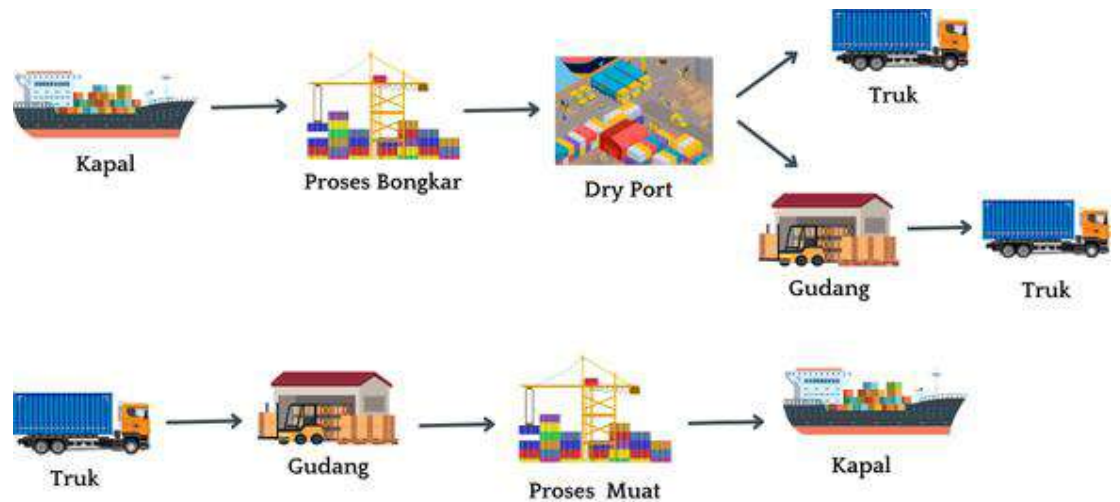 Truk
Kapal
Proses Bongkar
Dry Port
Gudang
Truk
Truk
Gudang
Proses Muat
Kapal